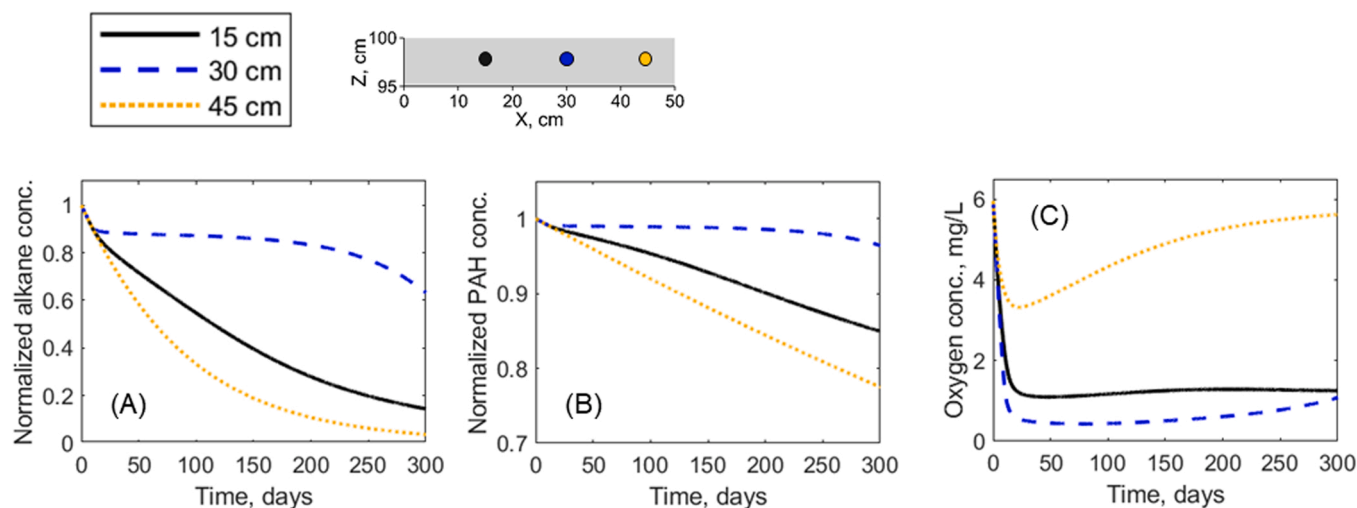 15 cm
30 cm
45 cm
Z, cm
100
95
0 10 20 30 40 50
X, cm
Normalized alkane conc.
1
0.8
0.6
0.4
0.2
0
(A)
0 50 100 150 200 250 300
Time, days
Normalized PAH conc.
1
0.9
0.8
0.7
(B)
0 50 100 150 200 250 300
Time, days
Oxygen conc., mg/L
6
4
2
0
(C)
0 50 100 150 200 250 300
Time, days